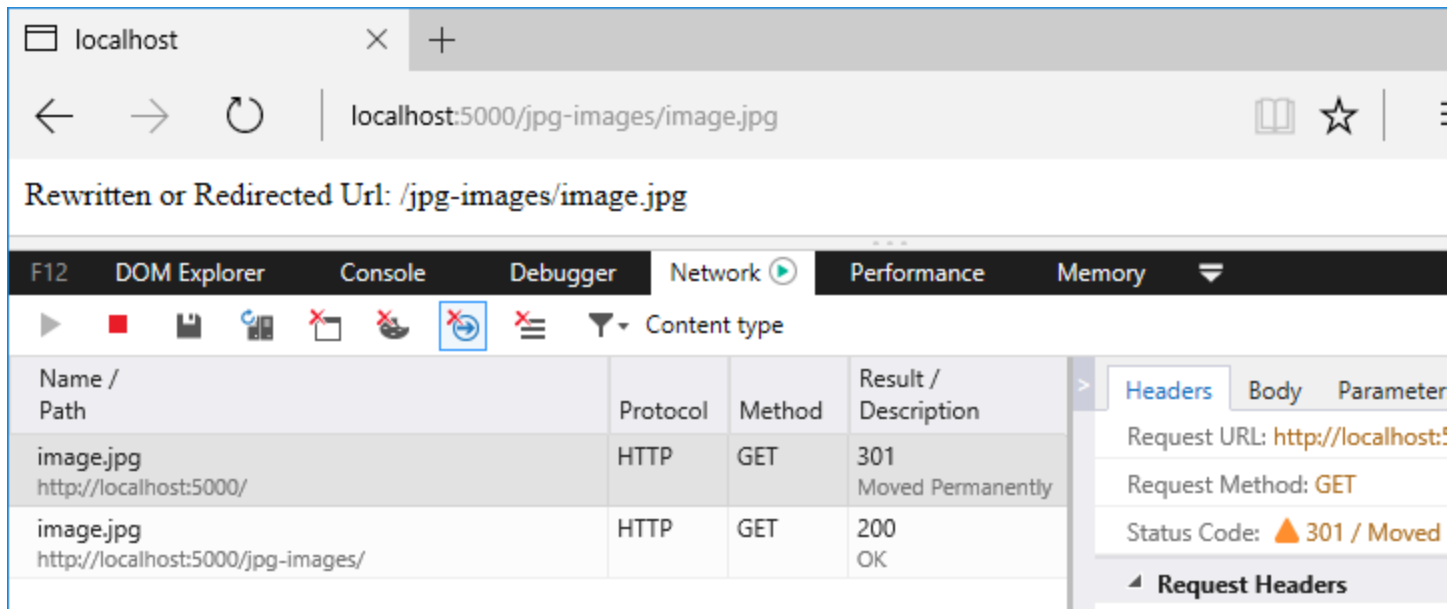 localhost
localhost:5000/jpg-images/image.jpg
Rewritten or Redirected Url: /jpg-images/image.jpg
F12 DOM Explorer Console Debugger Network Performance Memory
Content type
Name /
Path Protocol Method Result /
Description
image.jpg HTTP GET 301
http://localhost:5000/ Moved Permanently
image.jpg HTTP GET 200
http://localhost:5000/jpg-images/ OK
Headers Body Parameter
Request URL: http://localhost:5
Request Method: GET
Status Code: 301 / Moved
Request Headers